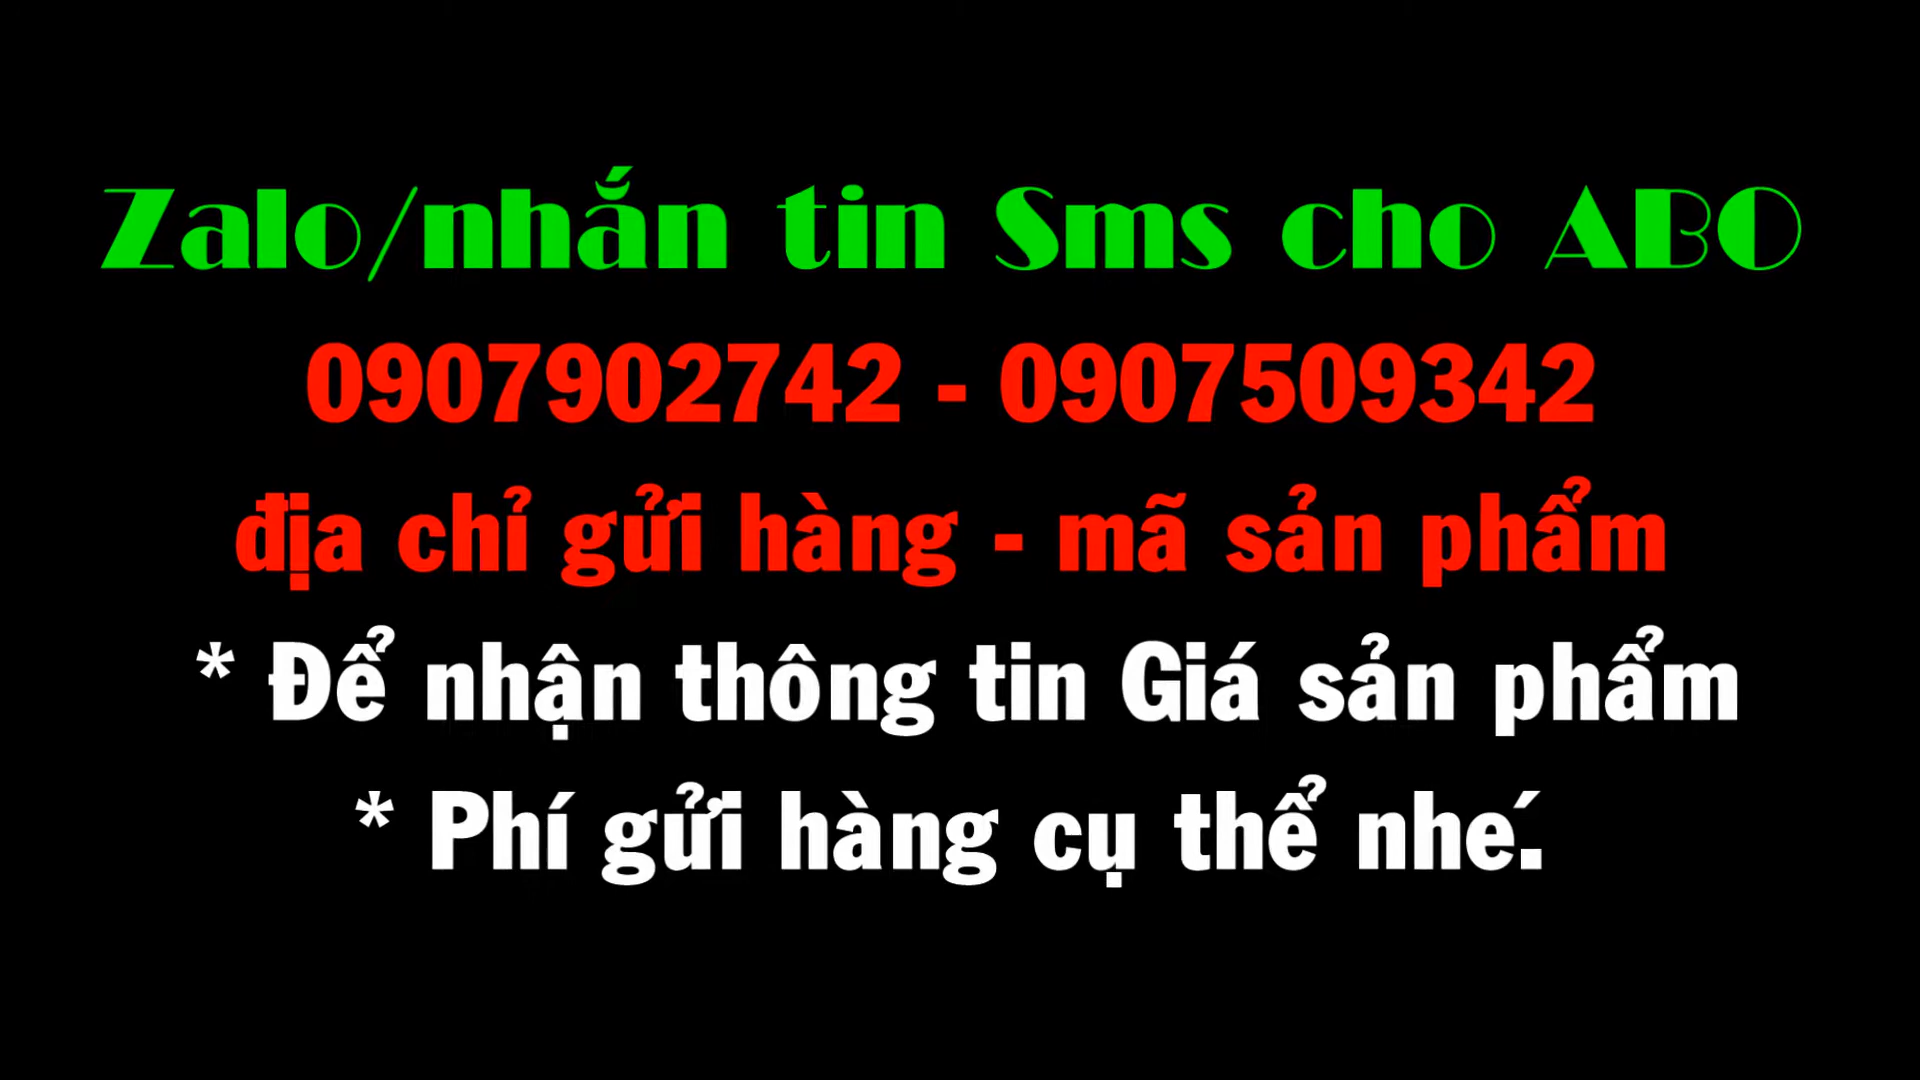 Zalo/nhắn tin Sms cho ABO
0907902742 - 0907509342
địa chỉ gửi hàng - mã sản phẩm
* Để nhận thông tin Giá sản phẩm
* Phí gửi hàng cụ thể nhé.